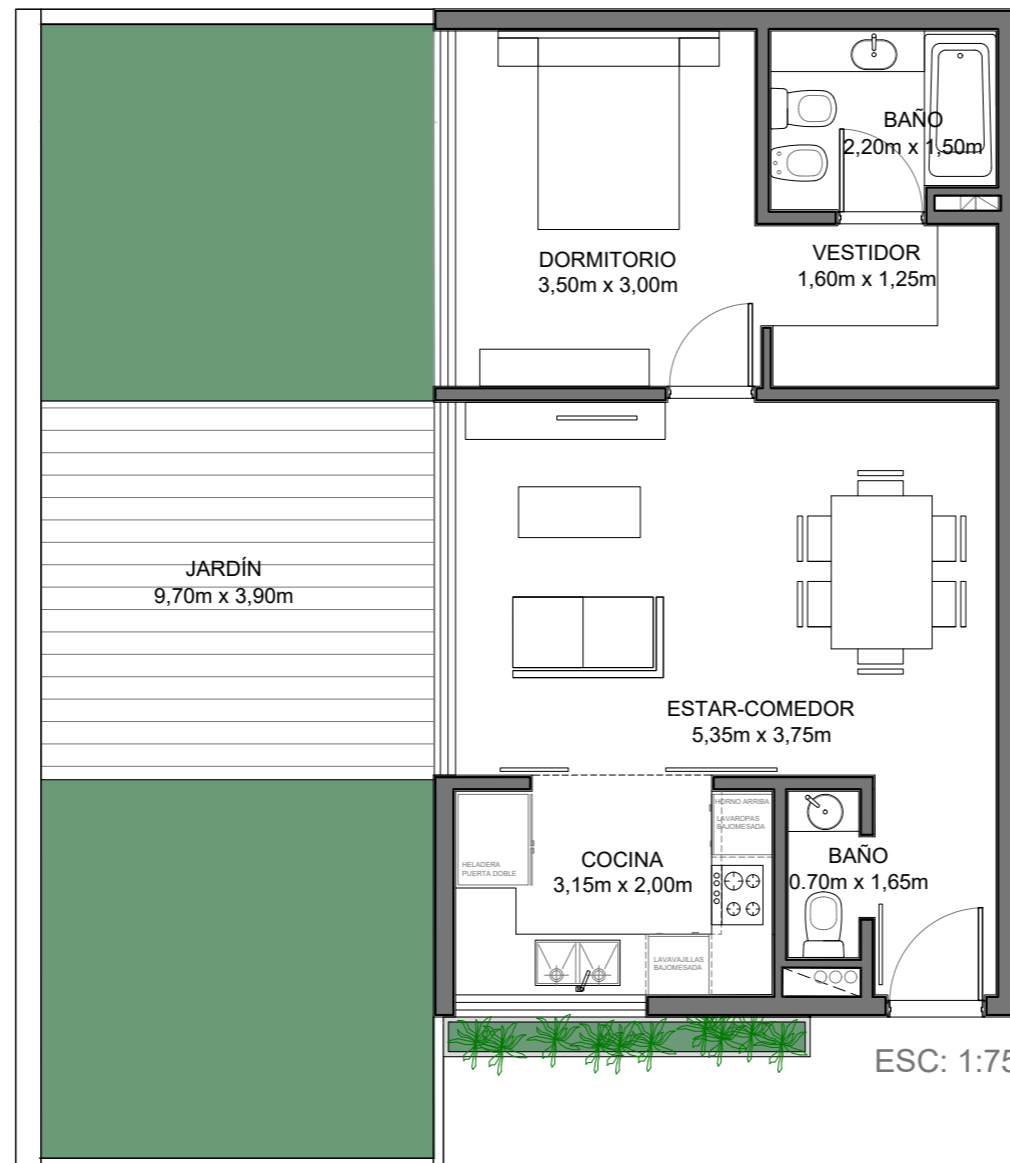 BAÑO
2,20m x 1,50m
DORMITORIO
3,50m x 3,00m
VESTIDOR
1,60m x 1,25m
JARDÍN
9,70m x 3,90m
ESTAR-COMEDOR
5,35m x 3,75m
HORNO ARRIBA
LAVAROPAS
BAJOMESADA
HELADERA
PUERTA DOBLE
COCINA
3,15m x 2,00m
BAÑO
0.70m x 1,65m
LAVAVAJILLAS
BAJOMESADA
ESC: 1:75